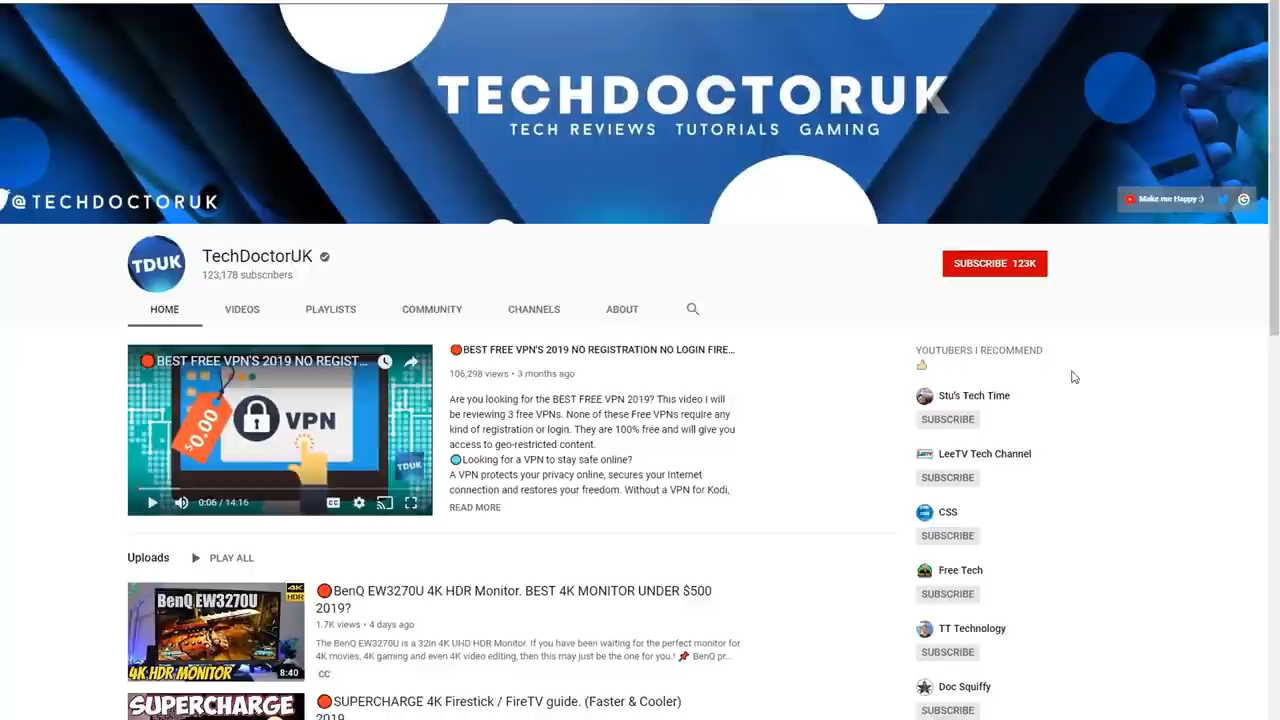 TECHDOCTORUK
TECH REVIEWS TUTORIALS GAMING
@TECHDOCTORUK
Make me Happy :)
TDUK
TechDoctorUK
123,178 subscribers
SUBSCRIBE 123K
HOME VIDEOS PLAYLISTS COMMUNITY CHANNELS ABOUT
BEST FREE VPN'S 2019 NO REGIST...
$0.00
VPN
TDUK
0:06 / 14:16
CC
BEST FREE VPN'S 2019 NO REGISTRATION NO LOGIN FIRE...
106,298 views • 3 months ago
Are you looking for the BEST FREE VPN 2019? This video I will
be reviewing 3 free VPNs. None of these Free VPNs require any
kind of registration or login. They are 100% free and will give you
access to geo-restricted content.
Looking for a VPN to stay safe online?
A VPN protects your privacy online, secures your Internet
connection and restores your freedom. Without a VPN for Kodi,
READ MORE
YOUTUBERS I RECOMMEND
Stu's Tech Time
SUBSCRIBE
LeeTV Tech Channel
SUBSCRIBE
CSS
SUBSCRIBE
Free Tech
SUBSCRIBE
TT Technology
SUBSCRIBE
Doc Squiffy
SUBSCRIBE
Uploads PLAY ALL
BenQ EW3270U
4K HDR
4K HDR MONITOR
8:40
BenQ EW3270U 4K HDR Monitor. BEST 4K MONITOR UNDER $500
2019?
1.7K views • 4 days ago
The BenQ EW3270U is a 32in 4K UHD HDR Monitor. If you have been waiting for the perfect monitor for
4K movies, 4K gaming and even 4K video editing, then this may just be the one for you.! BenQ pr...
CC
SUPERCHARGE
SUPERCHARGE 4K Firestick / FireTV guide. (Faster & Cooler)
2019